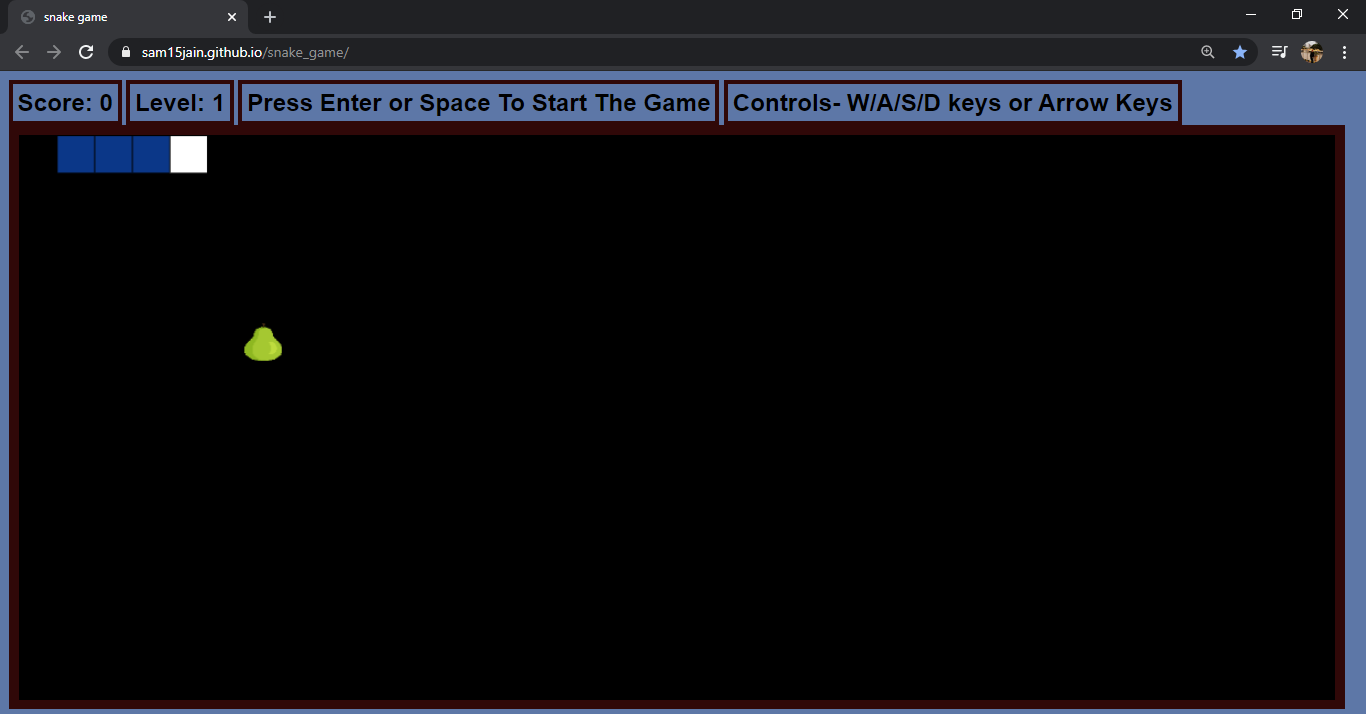 snake game
sam15jain.github.io/snake_game/
Score: 0 Level: 1 Press Enter or Space To Start The Game Controls- W/A/S/D keys or Arrow Keys